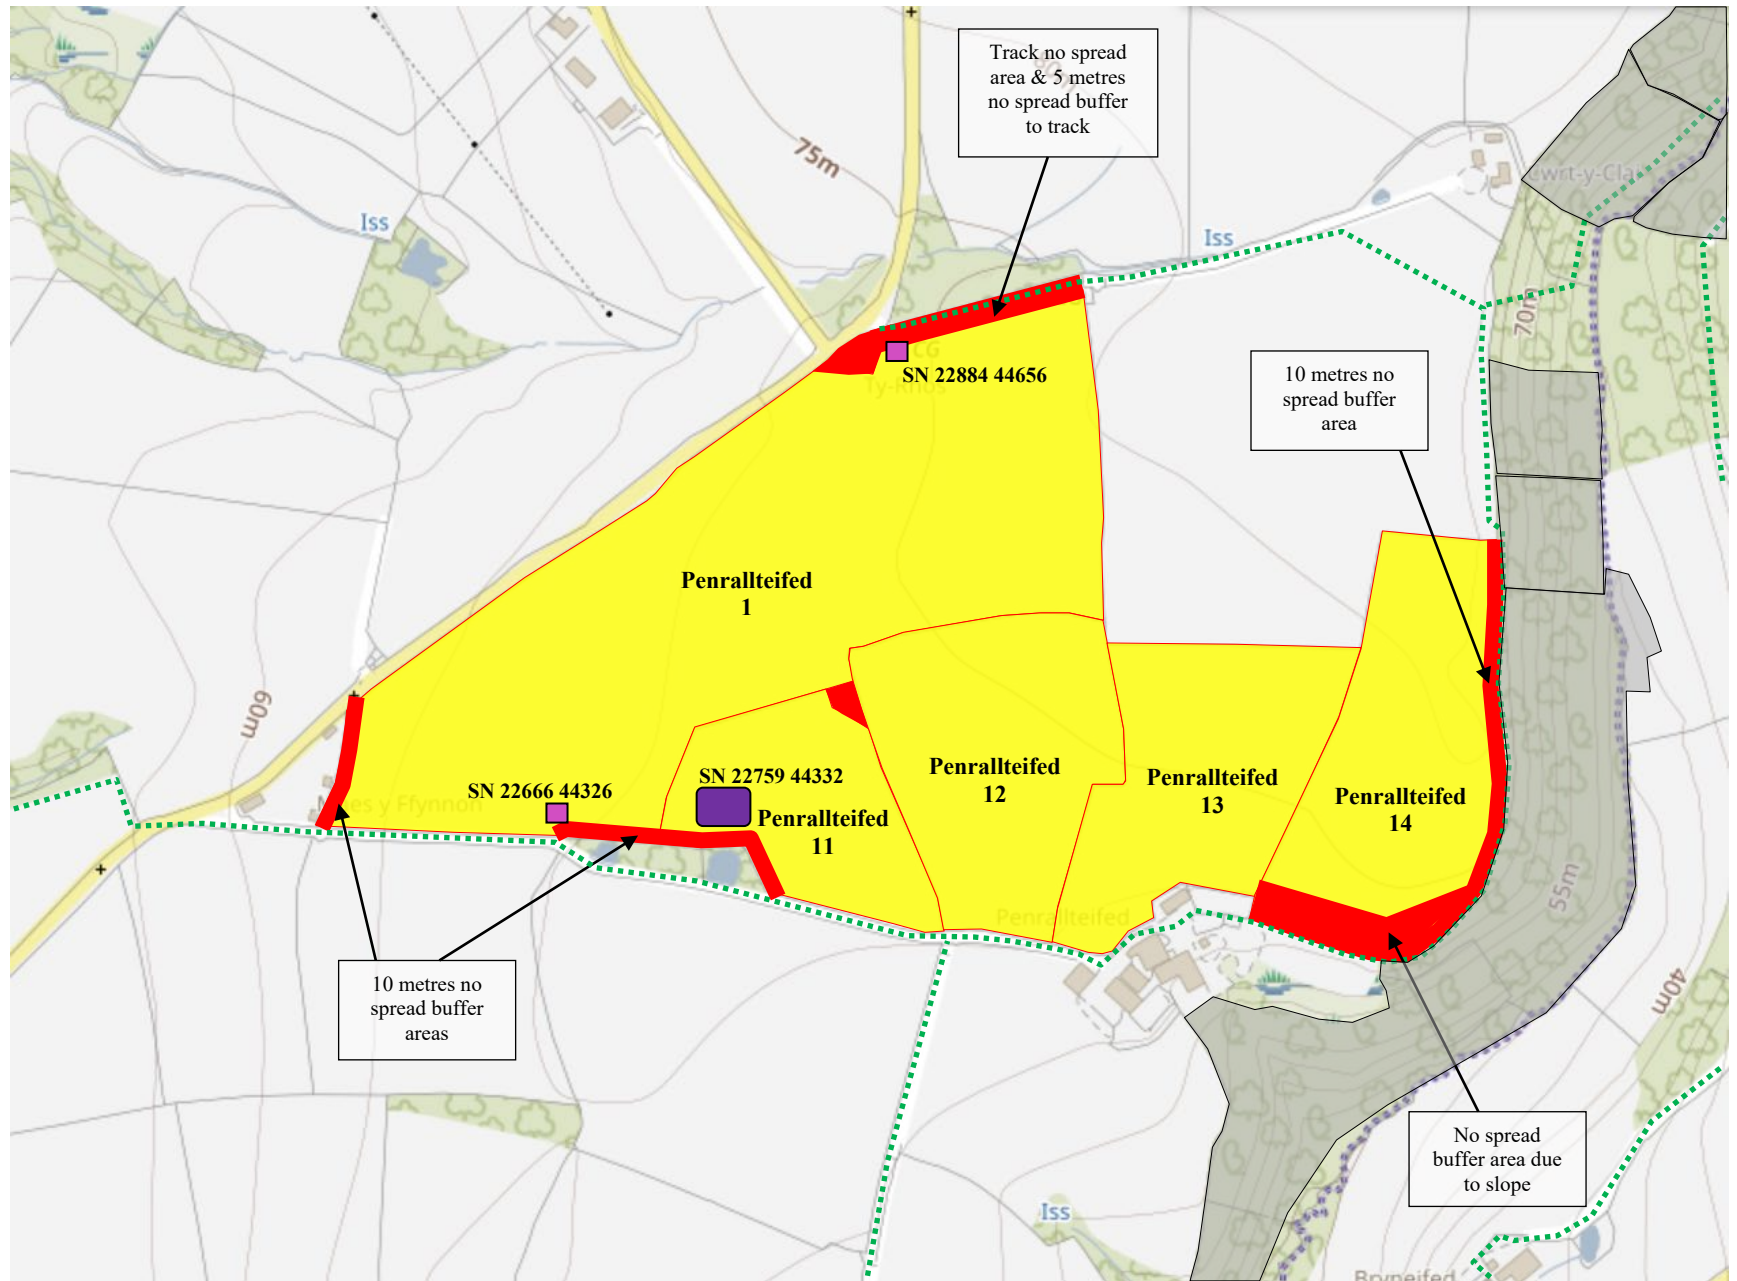 Track no spread
area & 5 metres
no spread buffer
to track
75m
Iss
Iss
70m
SN 22884 44656
Ty-Rhos
10 metres no
spread buffer
area
Penrallteifed
1
60m
SN 22666 44326
SN 22759 44332
Penrallteifed
11
Penrallteifed
12
Penrallteifed
13
Penrallteifed
14
55m
Penrallteifed
40m
10 metres no
spread buffer
areas
No spread
buffer area due
to slope
Iss
Bryneifed